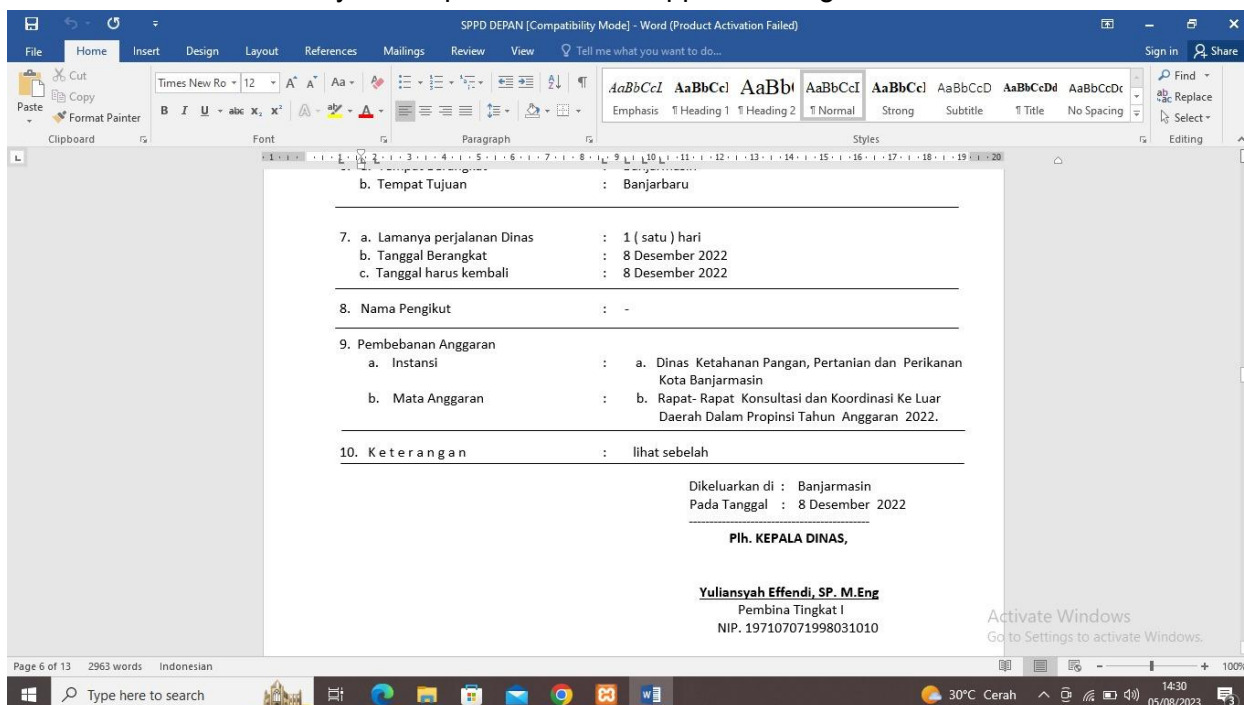 SPPD DEPAN [Compatibility Mode] - Word (Product Activation Failed)
File Home Insert Design Layout References Mailings Review View Tell me what you want to do... Sign in Share
Paste
Cut
Copy
Format Painter
Clipboard
Times New Ro 12
Font
Paragraph
AaBbCcI AaBbCcl AaBb( AaBbCcI AaBbCcl AaBbCcD AaBbCcDd AaBbCcDc
Emphasis ¶ Heading 1 ¶ Heading 2 ¶ Normal Strong Subtitle ¶ Title No Spacing
Styles
Find
Replace
Select
Editing
b. Tempat Tujuan : Banjarbaru
7. a. Lamanya perjalanan Dinas : 1 ( satu ) hari
b. Tanggal Berangkat : 8 Desember 2022
c. Tanggal harus kembali : 8 Desember 2022
8. Nama Pengikut : -
9. Pembebanan Anggaran
a. Instansi : a. Dinas Ketahanan Pangan, Pertanian dan Perikanan
Kota Banjarmasin
b. Mata Anggaran : b. Rapat- Rapat Konsultasi dan Koordinasi Ke Luar
Daerah Dalam Propinsi Tahun Anggaran 2022.
10. K e t e r a n g a n : lihat sebelah
Dikeluarkan di : Banjarmasin
Pada Tanggal : 8 Desember 2022
Plh. KEPALA DINAS,
Yuliansyah Effendi, SP. M.Eng
Pembina Tingkat I
NIP. 197107071998031010
Activate Windows
Go to Settings to activate Windows.
Page 6 of 13 2963 words Indonesian 100%
Type here to search 30°C Cerah 14:30
05/08/2023